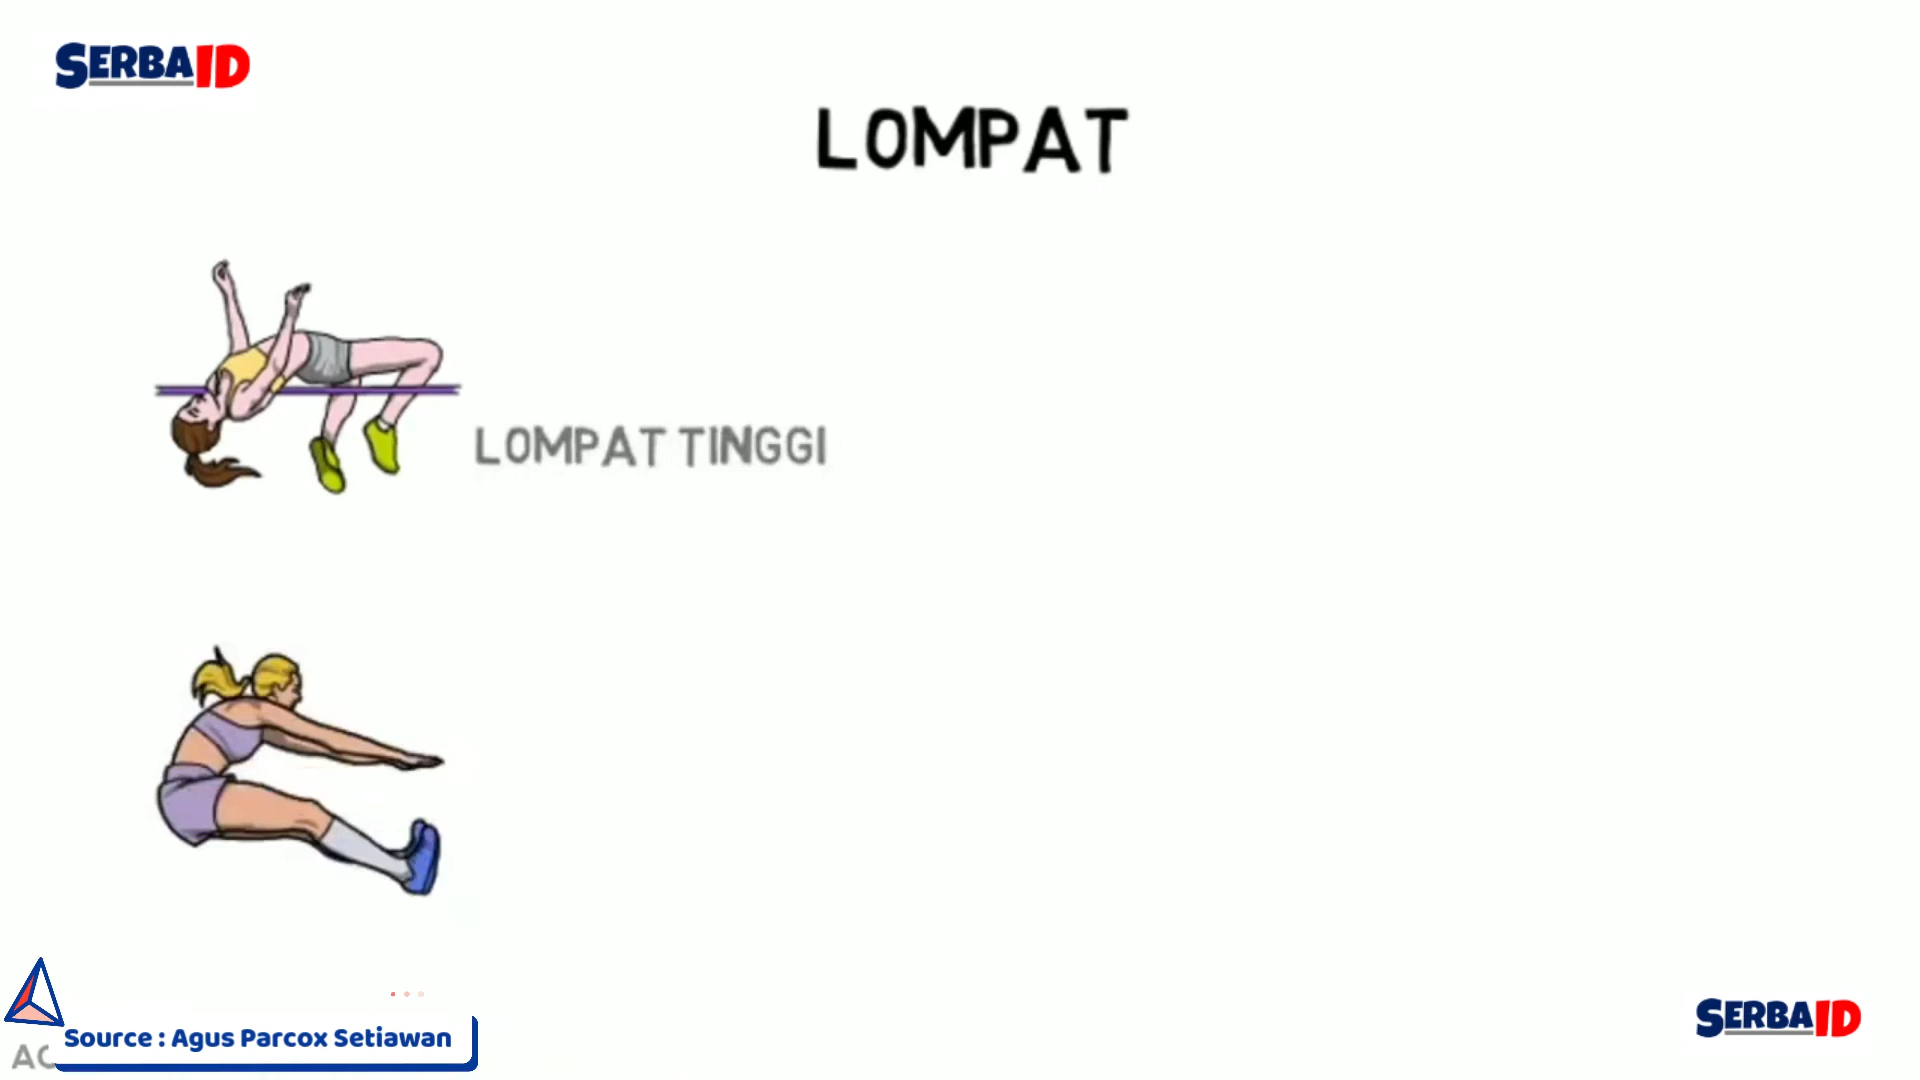 SERBAID
LOMPAT
LOMPAT TINGGI
Source : Agus Parcox Setiawan
SERBAID